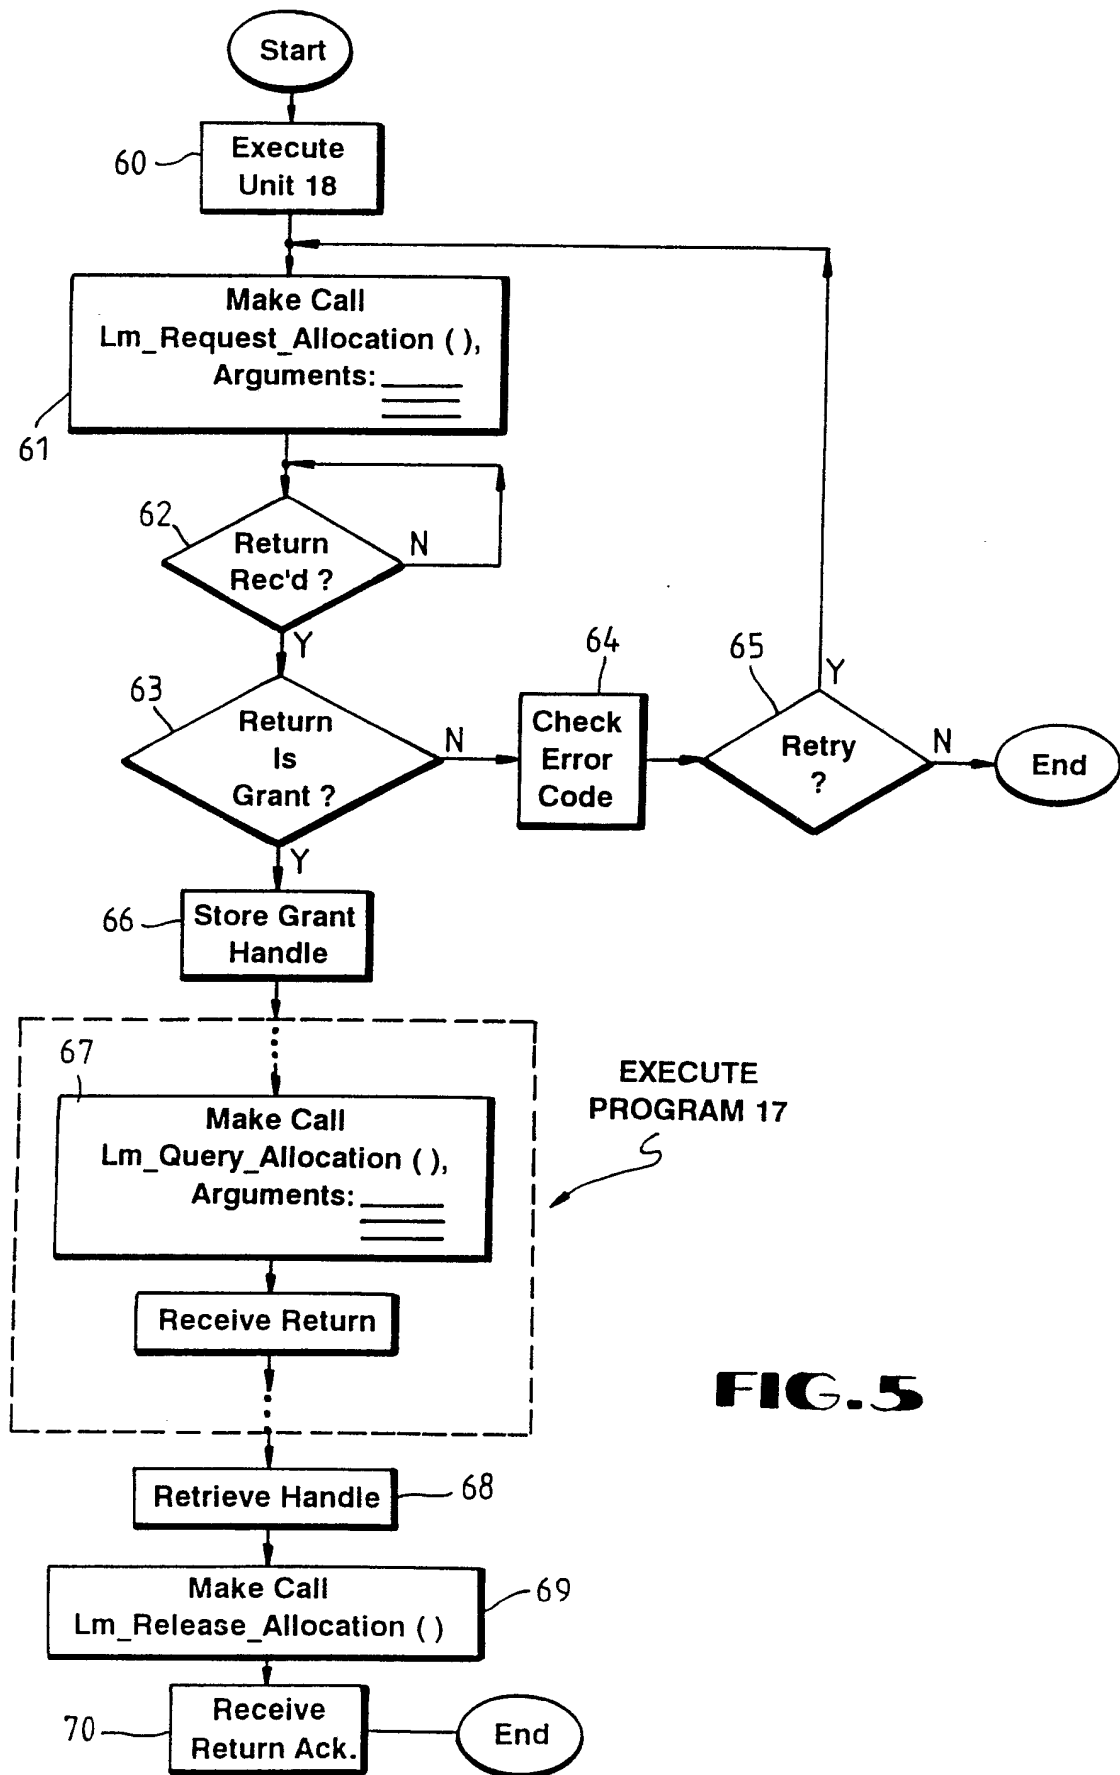 Start
60
Execute
Unit 18
Make Call
Lm_Request_Allocation ( ),
Arguments:
61
62
Return
Rec'd ?
N
Y
63
Return
Is
Grant ?
N
Y
64
Check
Error
Code
65
Retry
?
Y
N
End
66
Store Grant
Handle
67
Make Call
Lm_Query_Allocation ( ),
Arguments:
EXECUTE
PROGRAM 17
Receive Return
FIG.5
Retrieve Handle
68
Make Call
Lm_Release_Allocation ( )
69
70
Receive
Return Ack.
End